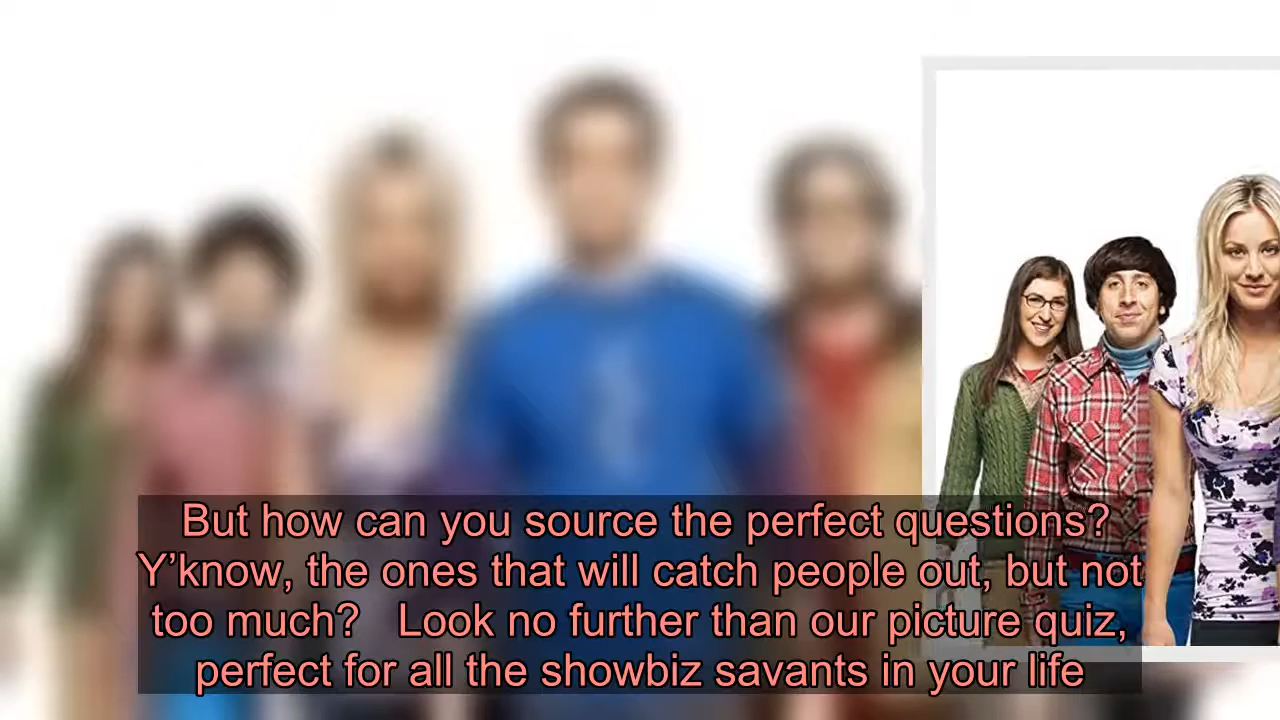 But how can you source the perfect questions?
Y’know, the ones that will catch people out, but not
too much?   Look no further than our picture quiz,
perfect for all the showbiz savants in your life